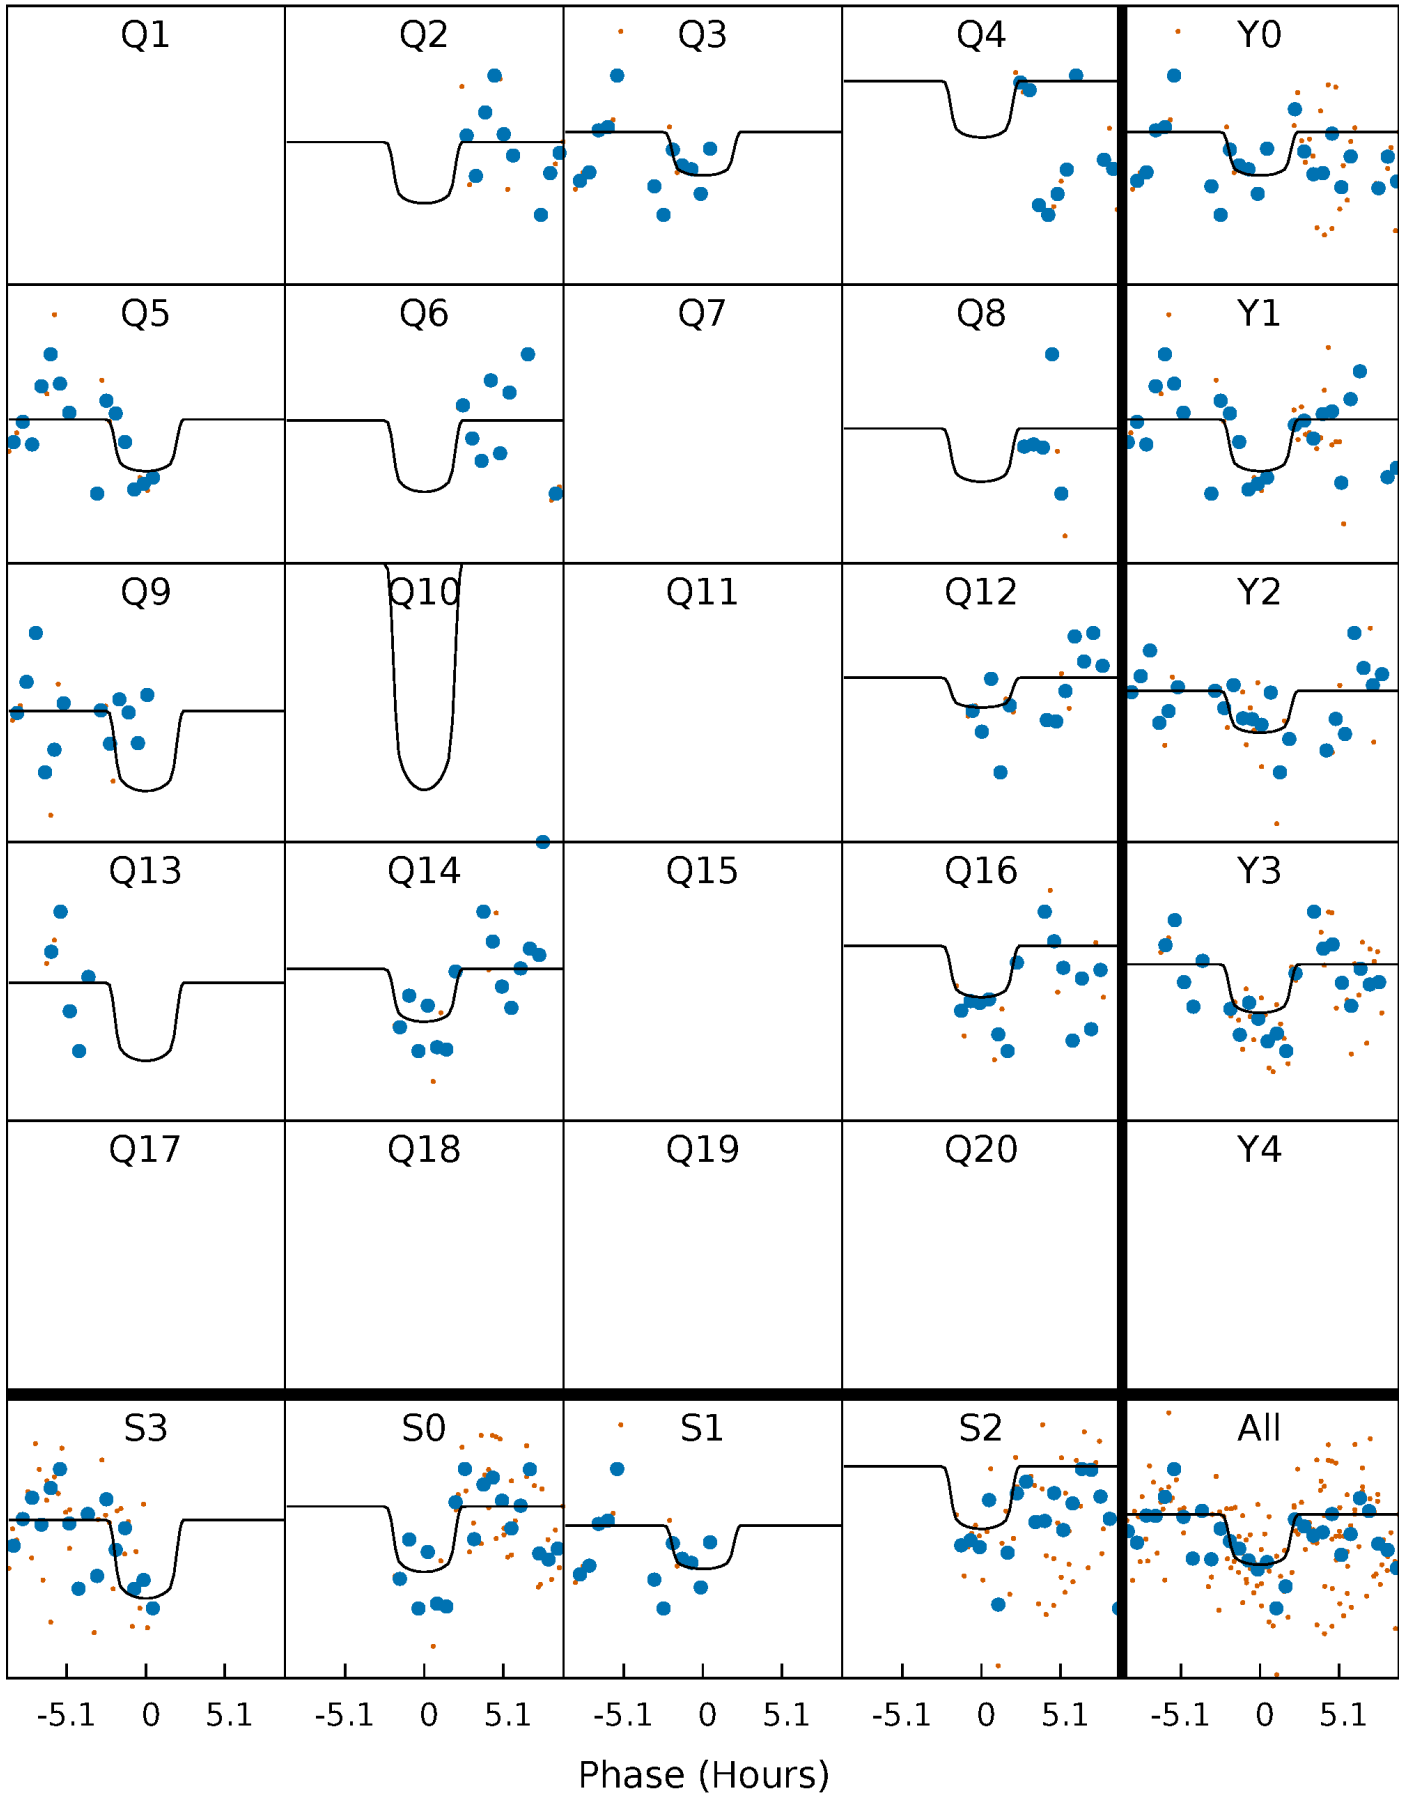 Q1 Q2 Q3 Q4 Y0
Q5 Q6 Q7 Q8 Y1
Q9 Q10 Q11 Q12 Y2
Q13 Q14 Q15 Q16 Y3
Q17 Q18 Q19 Q20 Y4
S3 S0 S1 S2 All
-5.1 0 5.1 -5.1 0 5.1 -5.1 0 5.1 -5.1 0 5.1 -5.1 0 5.1
Phase (Hours)